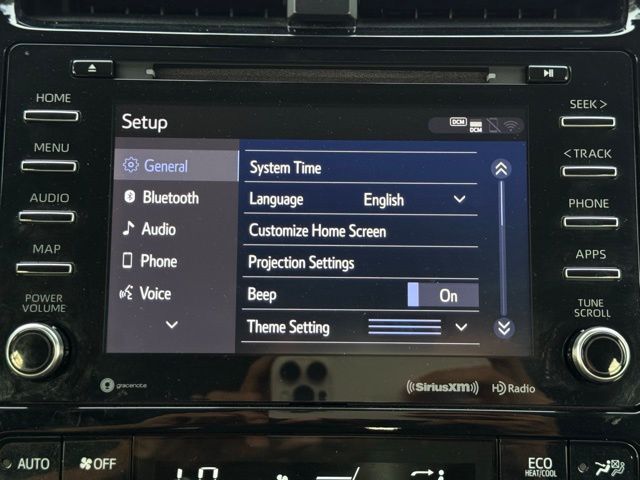 HOME
MENU
AUDIO
MAP
POWER
VOLUME
Setup
DCM
DCM
General
Bluetooth
Audio
Phone
Voice
System Time
Language English
Customize Home Screen
Projection Settings
Beep On
Theme Setting
SEEK >
< TRACK
PHONE
APPS
TUNE
SCROLL
gracenote
((SiriusXM))
HD Radio
AUTO
OFF
ECO
HEAT/COOL